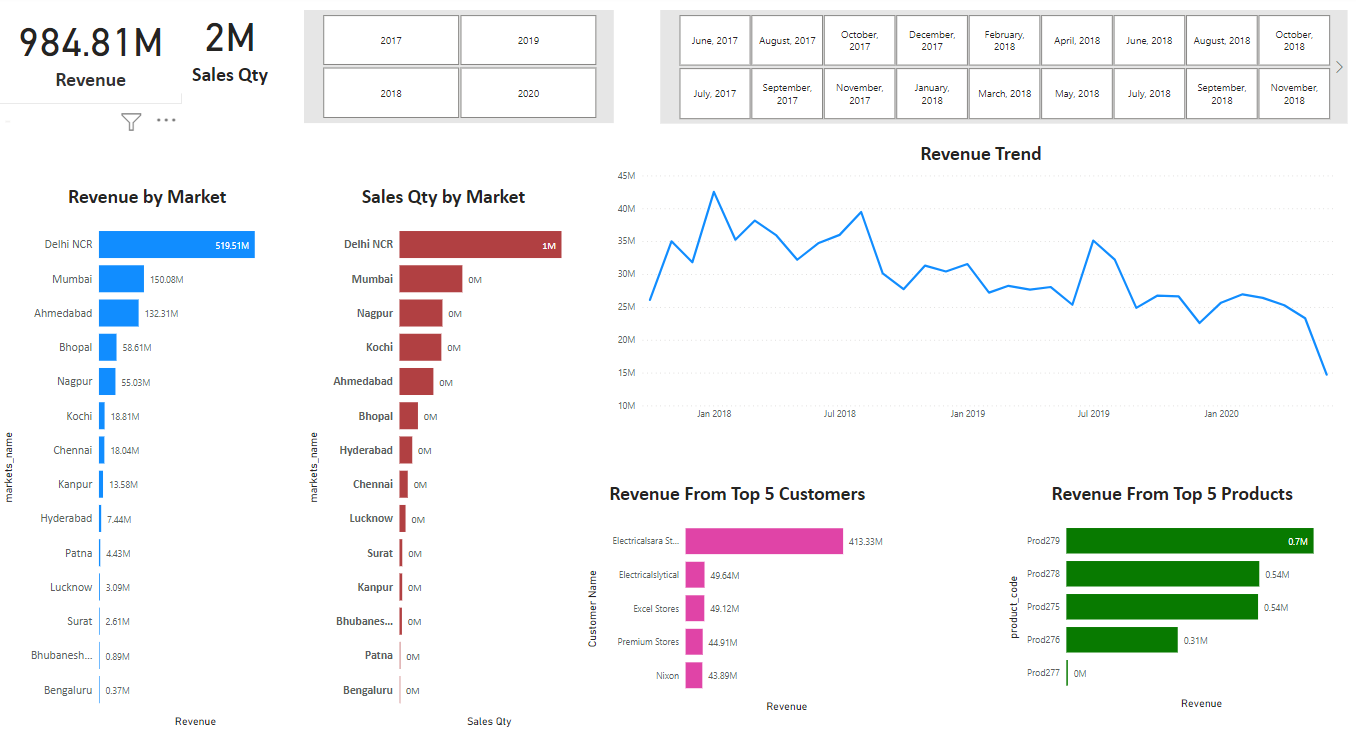 984.81M
Revenue
2M
Sales Qty
2017
2019
2018
2020
June, 2017
August, 2017
October,
2017
December,
2017
February,
2018
April, 2018
June, 2018
August, 2018
October,
2018
July, 2017
September,
2017
November,
2017
January,
2018
March, 2018
May, 2018
July, 2018
September,
2018
November,
2018
Revenue by Market
markets_name
Delhi NCR
519.51M
Mumbai
150.08M
Ahmedabad
132.31M
Bhopal
58.61M
Nagpur
55.03M
Kochi
18.81M
Chennai
18.04M
Kanpur
13.58M
Hyderabad
7.44M
Patna
4.43M
Lucknow
3.09M
Surat
2.61M
Bhubanesh...
0.89M
Bengaluru
0.37M
Revenue
Sales Qty by Market
markets_name
Delhi NCR
1M
Mumbai
0M
Nagpur
0M
Kochi
0M
Ahmedabad
0M
Bhopal
0M
Hyderabad
0M
Chennai
0M
Lucknow
0M
Surat
0M
Kanpur
0M
Bhubanes...
0M
Patna
0M
Bengaluru
0M
Sales Qty
Revenue Trend
45M
40M
35M
30M
25M
20M
15M
10M
Jan 2018
Jul 2018
Jan 2019
Jul 2019
Jan 2020
Revenue From Top 5 Customers
Customer Name
Electricalsara St...
413.33M
Electricalslytical
49.64M
Excel Stores
49.12M
Premium Stores
44.91M
Nixon
43.89M
Revenue
Revenue From Top 5 Products
product_code
Prod279
0.7M
Prod278
0.54M
Prod275
0.54M
Prod276
0.31M
Prod277
0M
Revenue